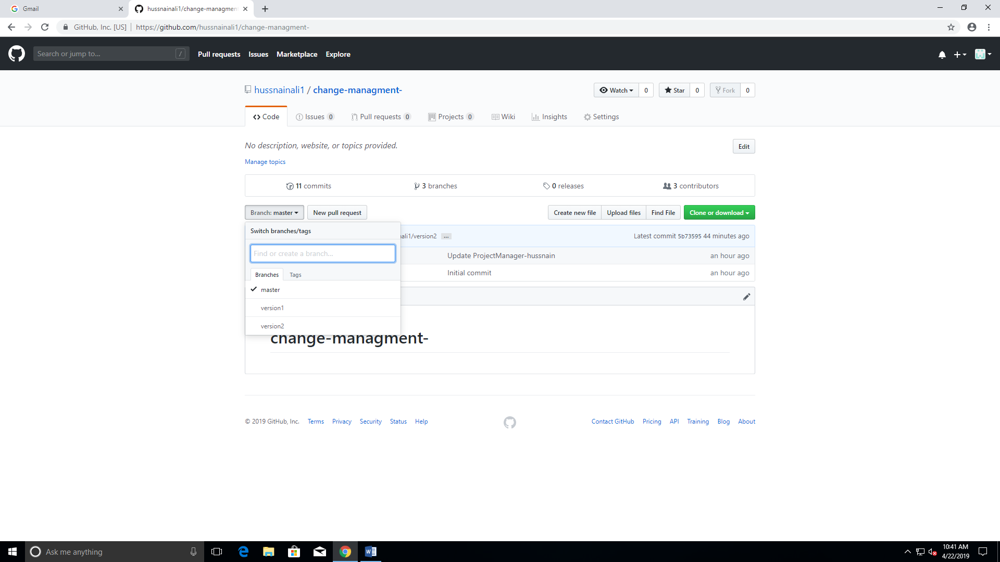 Gmail
hussnainali1/change-managment
GitHub, Inc. [US] https://github.com/hussnainali1/change-managment-
Search or jump to... / Pull requests Issues Marketplace Explore
hussnainali1 / change-managment- Watch 0 Star 0 Fork 0
Code Issues 0 Pull requests 0 Projects 0 Wiki Insights Settings
No description, website, or topics provided. Edit
Manage topics
11 commits 3 branches 0 releases 3 contributors
Branch: master New pull request Create new file Upload files Find File Clone or download
Switch branches/tags
ali1/version2 ... Latest commit 5b73595 44 minutes ago
Find or create a branch...
Update ProjectManager-hussnain an hour ago
Branches Tags
Initial commit an hour ago
master
version1
version2
change-managment-
© 2019 GitHub, Inc. Terms Privacy Security Status Help Contact GitHub Pricing API Training Blog About
Ask me anything
10:41 AM
4/22/2019